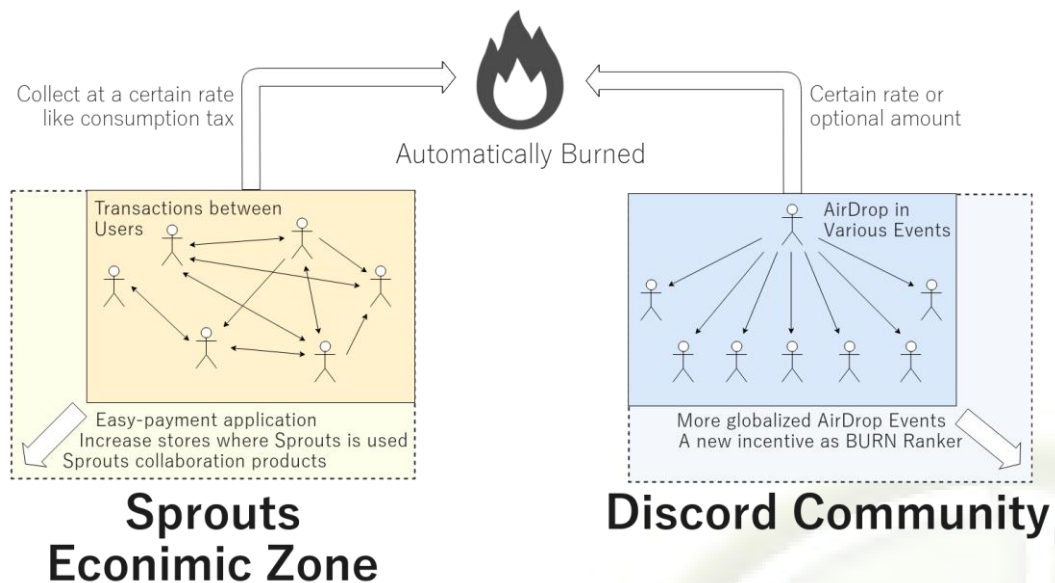 Collect at a certain rate
like consumption tax
Automatically Burned
Certain rate or
optional amount
Transactions between
Users
Easy-payment application
Increase stores where Sprouts is used
Sprouts collaboration products
Sprouts
Econimic Zone
AirDrop in
Various Events
More globalized AirDrop Events
A new incentive as BURN Ranker
Discord Community